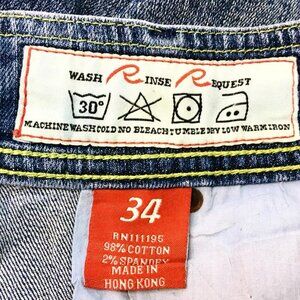 WASH RINSE REQUEST
30°
MACHINE WASH COLD NO BLEACH TUMBLE DRY LOW WARM IRON
34
RN111195
98% COTTON
2% SPANDEX
MADE IN
HONG KONG